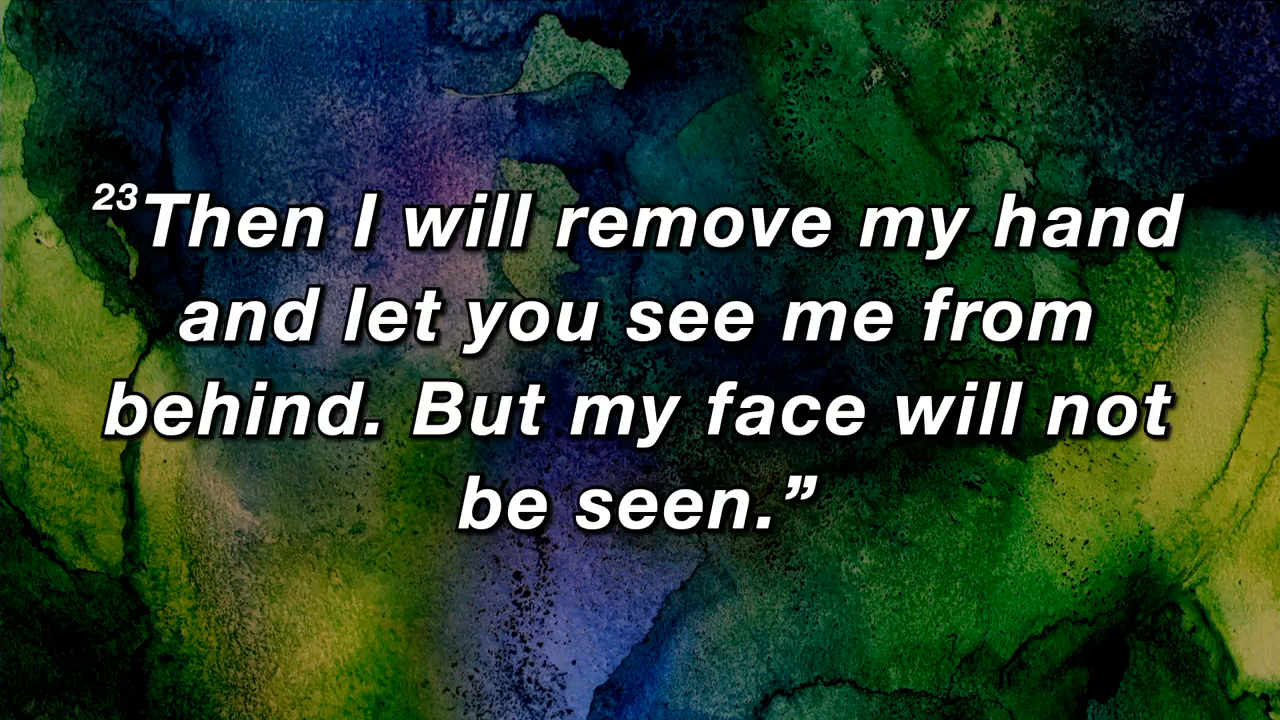 23Then I will remove my hand
and let you see me from
behind. But my face will not
be seen.”